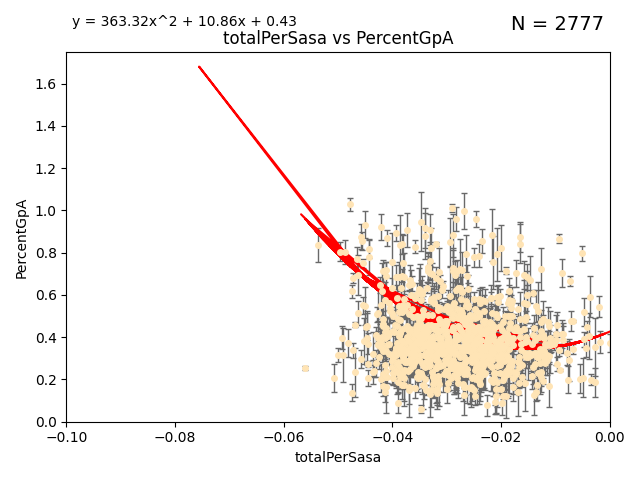 y = 363.32x^2 + 10.86x + 0.43
N = 2777
totalPerSasa vs PercentGpA
PercentGpA
1.6
1.4
1.2
1.0
0.8
0.6
0.4
0.2
0.0
−0.10 −0.08 −0.06 −0.04 −0.02 0.00
totalPerSasa